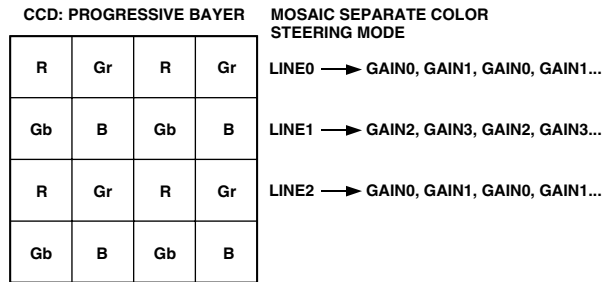 CCD: PROGRESSIVE BAYER
MOSAIC SEPARATE COLOR
STEERING MODE
R Gr R Gr
LINE0 GAIN0, GAIN1, GAIN0, GAIN1...
Gb B Gb B
LINE1 GAIN2, GAIN3, GAIN2, GAIN3...
R Gr R Gr
LINE2 GAIN0, GAIN1, GAIN0, GAIN1...
Gb B Gb B